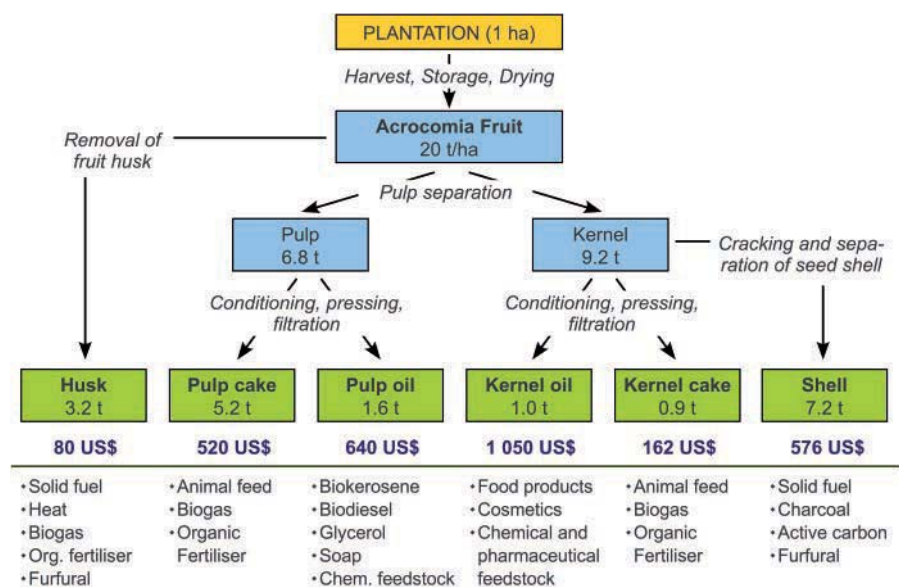 PLANTATION (1 ha)
Harvest, Storage, Drying
Acrocomia Fruit
20 t/ha
Removal of
fruit husk
Pulp separation
Pulp
6.8 t
Kernel
9.2 t
Cracking and sepa-
ration of seed shell
Conditioning, pressing,
filtration
Conditioning, pressing,
filtration
Husk
3.2 t
Pulp cake
5.2 t
Pulp oil
1.6 t
Kernel oil
1.0 t
Kernel cake
0.9 t
Shell
7.2 t
80 US$
520 US$
640 US$
1 050 US$
162 US$
576 US$
Solid fuel
Heat
Biogas
Org. fertiliser
Furfural
Animal feed
Biogas
Organic
Fertiliser
Biokerosene
Biodiesel
Glycerol
Soap
Chem. feedstock
Food products
Cosmetics
Chemical and
pharmaceutical
feedstock
Animal feed
Biogas
Organic
Fertiliser
Solid fuel
Charcoal
Active carbon
Furfural